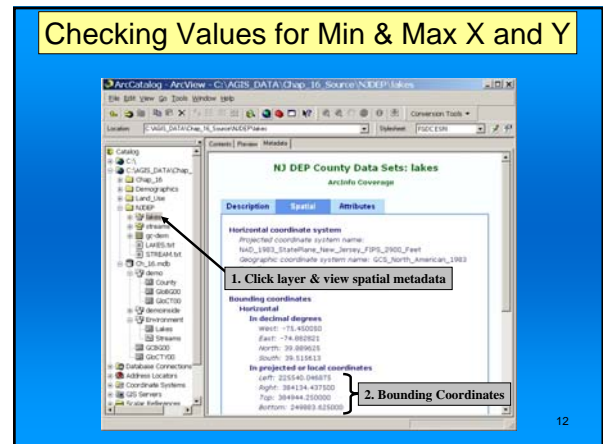 Checking Values for Min & Max X and Y
ArcCatalog - ArcView - C:\AGIS_DATA\Chap_16_Source\NJDEP\lakes
File Edit View Go Tools Window Help
Conversion Tools
Location C:\AGIS_DATA\Chap_16_Source\NJDEP\lakes Stylesheet FGDC ESRI
Contents Preview Metadata
Catalog
C:\
C:\AGIS_DATA\Chap_
Chap_16
Demographics
Land_Use
NJDEP
lakes
streams
gc-dem
LAKES.txt
STREAM.txt
Ch_16.mdb
demo
County
GloBG00
GloCT00
demoinside
Environment
Lakes
Streams
GCBG00
GloCTY00
Database Connections
Address Locators
Coordinate Systems
GIS Servers
Scalar References
NJ DEP County Data Sets: lakes
ArcInfo Coverage
Description Spatial Attributes
Horizontal coordinate system
Projected coordinate system name:
NAD_1983_StatePlane_New_Jersey_FIPS_2900_Feet
Geographic coordinate system name: GCS_North_American_1983
1. Click layer & view spatial metadata
Bounding coordinates
Horizontal
In decimal degrees
West: -75.450050
East: -74.882821
North: 39.889625
South: 39.515613
In projected or local coordinates
Left: 225540.046875
Right: 384134.437500
Top: 384944.250000
Bottom: 249883.625000
2. Bounding Coordinates
12